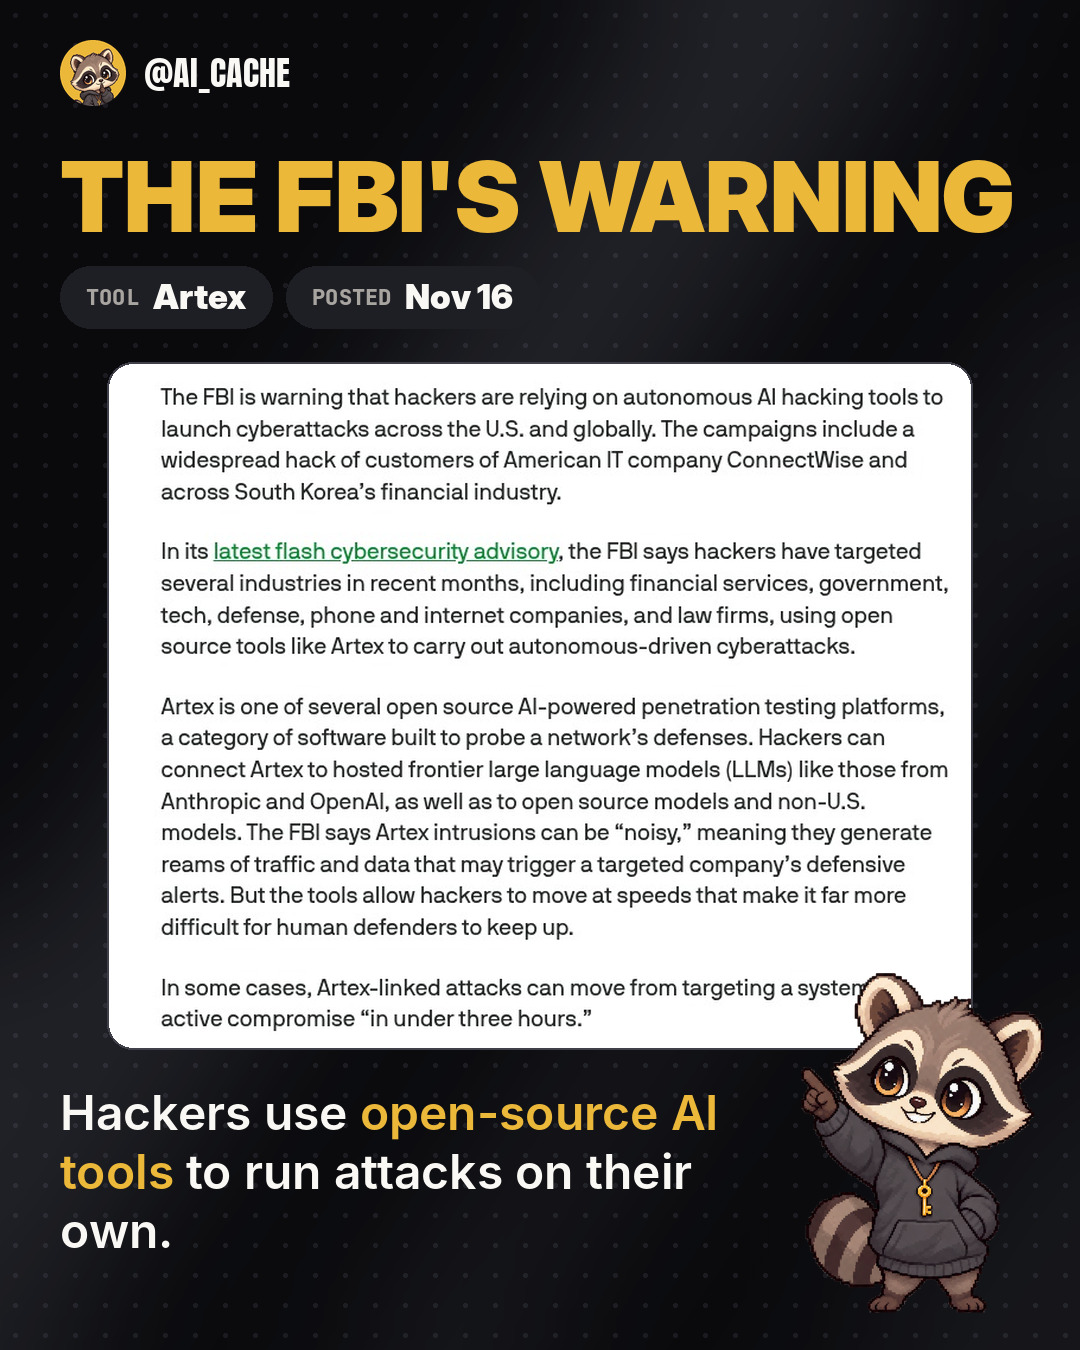 @AI_CACHE
THE FBI'S WARNING
TOOL Artex POSTED Nov 16
The FBI is warning that hackers are relying on autonomous AI hacking tools to
launch cyberattacks across the U.S. and globally. The campaigns include a
widespread hack of customers of American IT company ConnectWise and
across South Korea’s financial industry.
In its latest flash cybersecurity advisory, the FBI says hackers have targeted
several industries in recent months, including financial services, government,
tech, defense, phone and internet companies, and law firms, using open
source tools like Artex to carry out autonomous-driven cyberattacks.
Artex is one of several open source AI-powered penetration testing platforms,
a category of software built to probe a network’s defenses. Hackers can
connect Artex to hosted frontier large language models (LLMs) like those from
Anthropic and OpenAI, as well as to open source models and non-U.S.
models. The FBI says Artex intrusions can be “noisy,” meaning they generate
reams of traffic and data that may trigger a targeted company’s defensive
alerts. But the tools allow hackers to move at speeds that make it far more
difficult for human defenders to keep up.
In some cases, Artex-linked attacks can move from targeting a system
active compromise “in under three hours.”
Hackers use open-source AI
tools to run attacks on their
own.